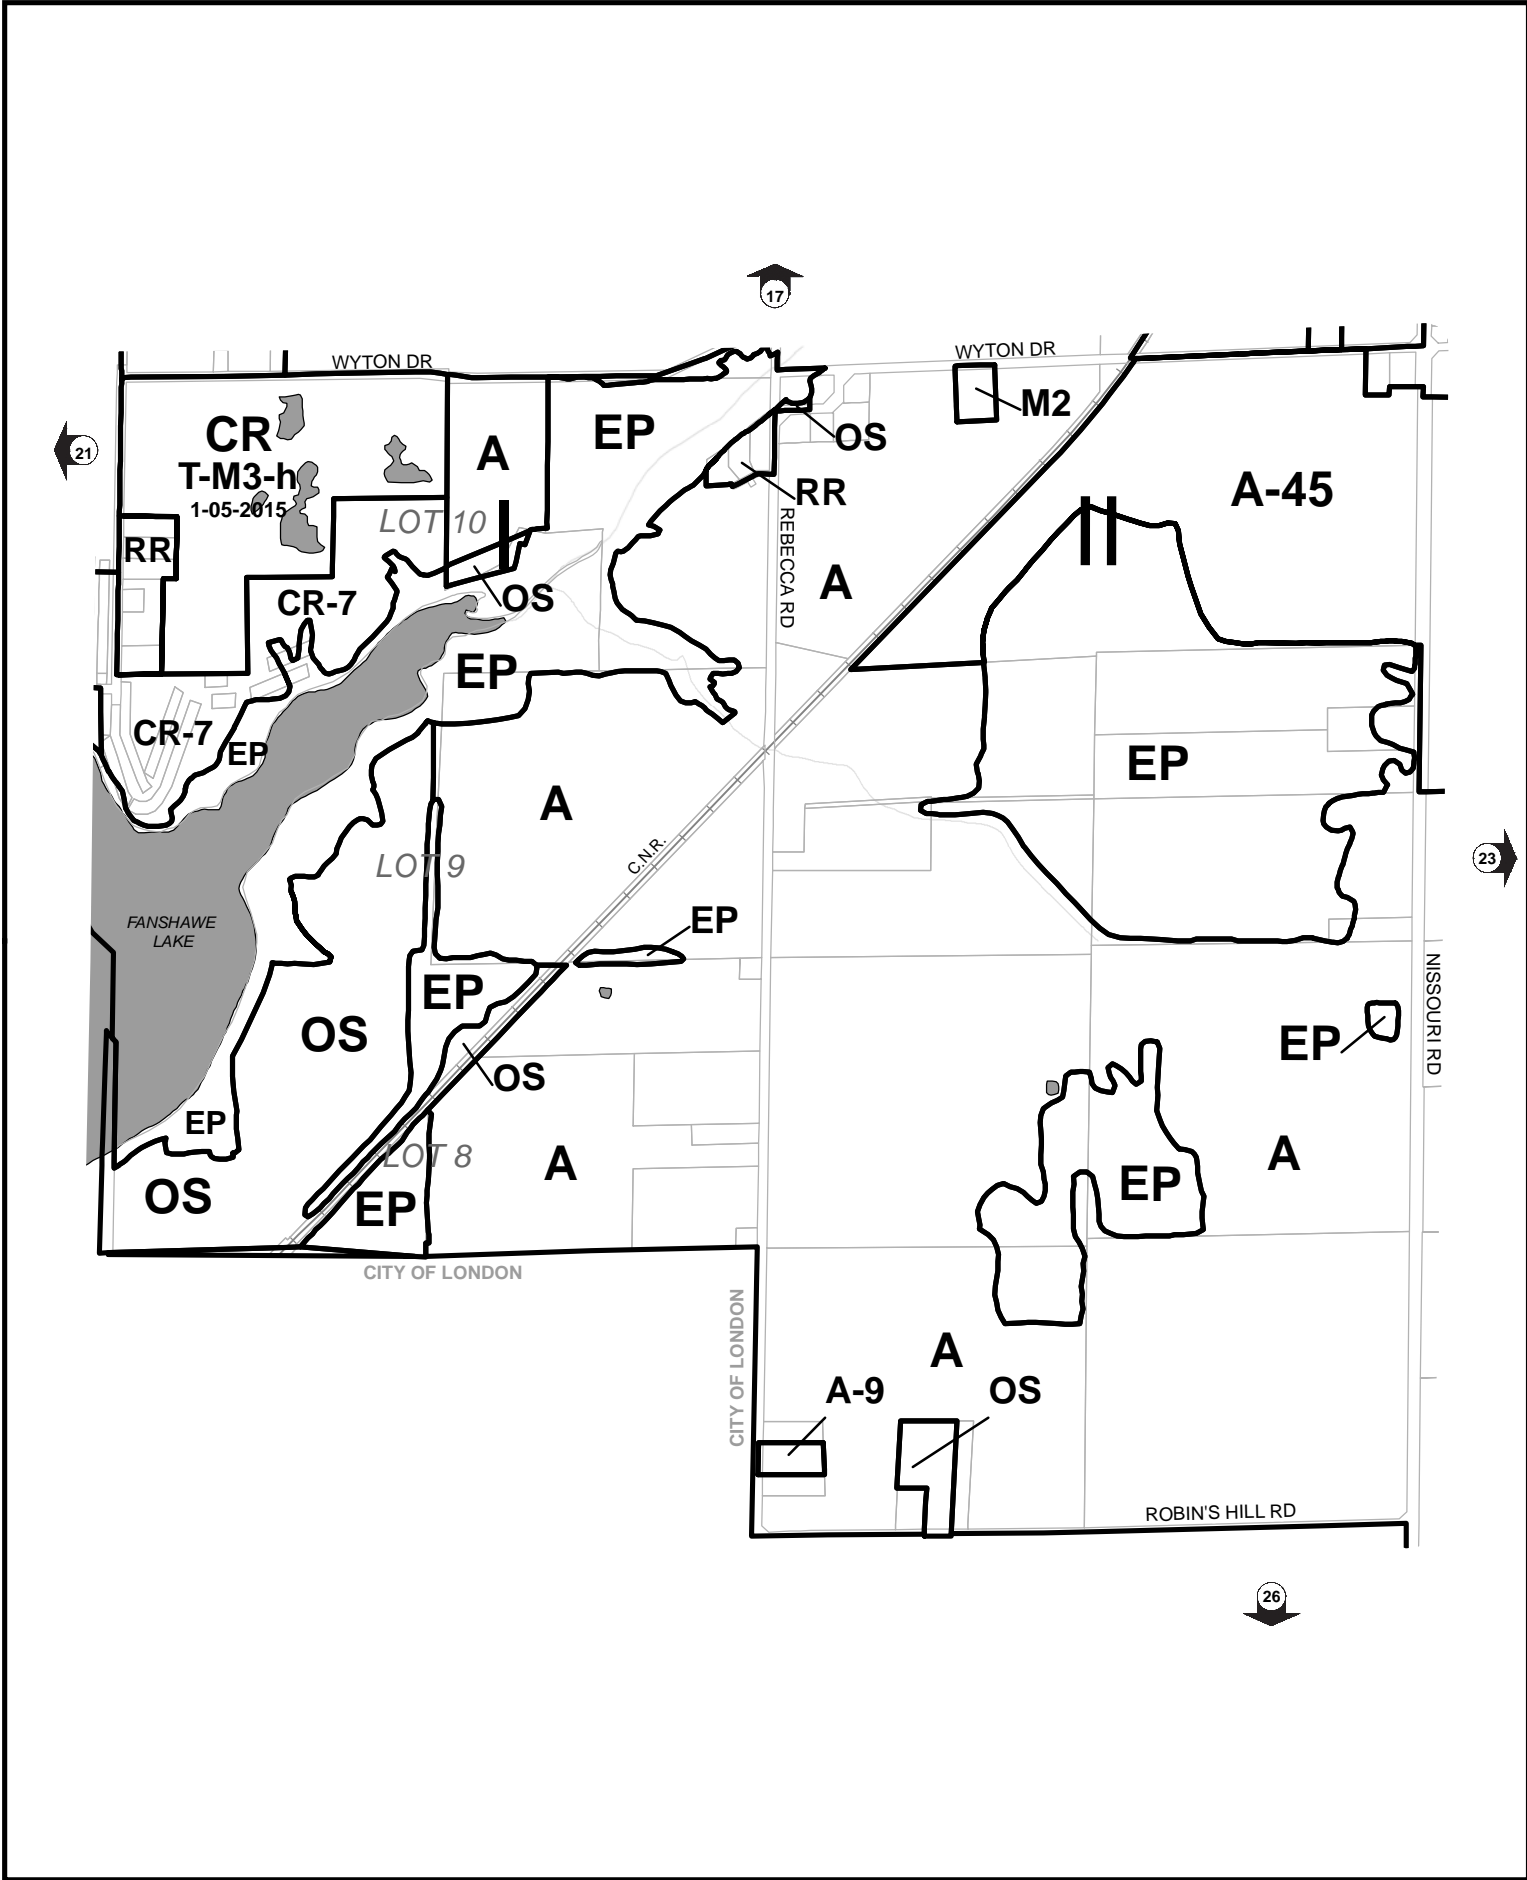 17
WYTON DR
WYTON DR
M2
CR
A
EP
OS
21
T-M3-h
RR
A-45
1-05-2015
LOT 10
I
II
RR
REBECCA RD
CR-7
OS
A
EP
CR-7
EP
EP
A
C.N.R.
LOT 9
23
FANSHAWE
LAKE
EP
EP
NISSOURI RD
OS
EP
OS
EP
LOT 8
A
A
EP
OS
EP
CITY OF LONDON
CITY OF LONDON
A
A-9
OS
ROBIN'S HILL RD
26